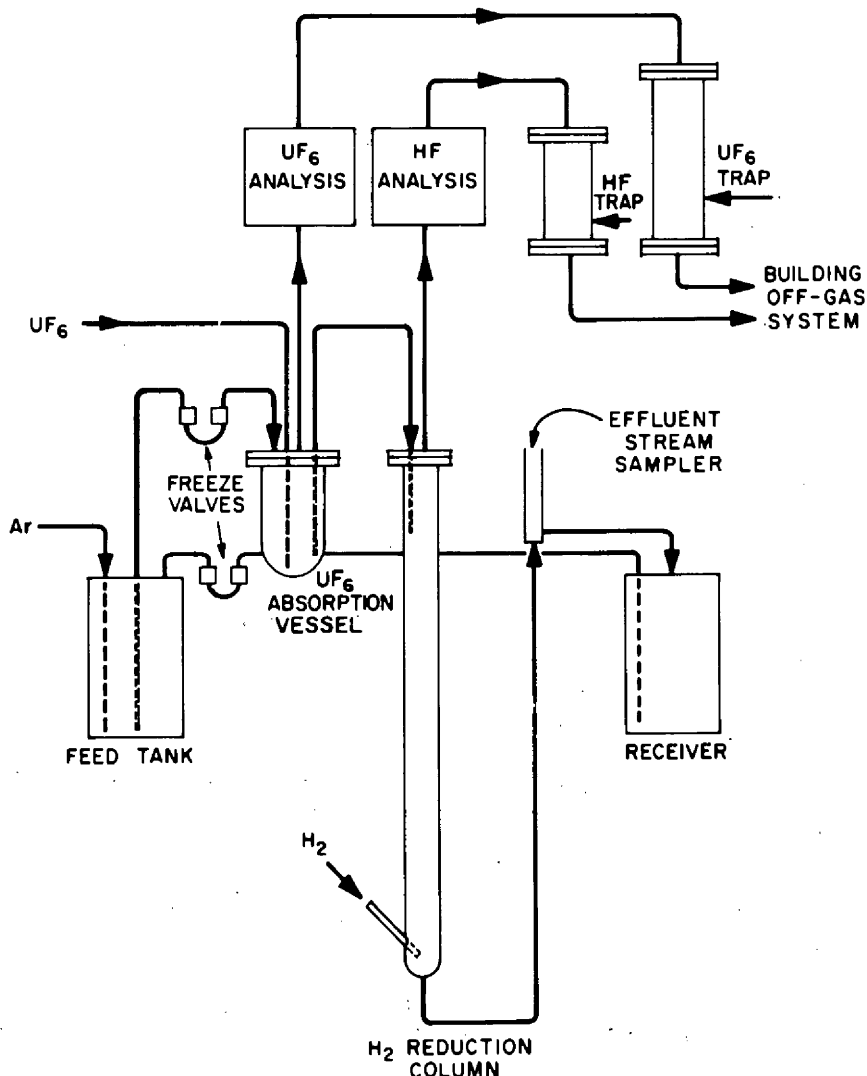 UF6
ANALYSIS
HF
ANALYSIS
HF
TRAP
UF6
TRAP
BUILDING
OFF-GAS
SYSTEM
UF6
EFFLUENT
STREAM
SAMPLER
FREEZE
VALVES
Ar
UF6
ABSORPTION
VESSEL
FEED TANK
RECEIVER
H2
H2 REDUCTION
COLUMN